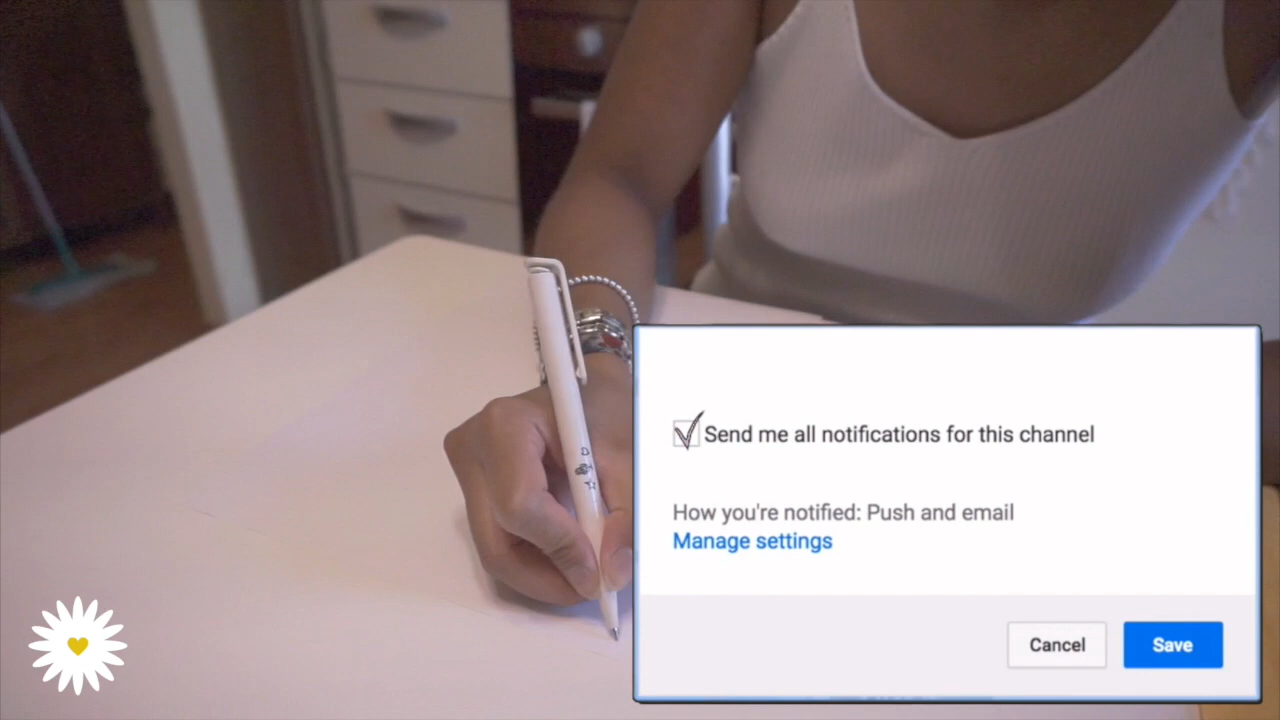 Send me all notifications for this channel
How you're notified: Push and email
Manage settings
Cancel
Save